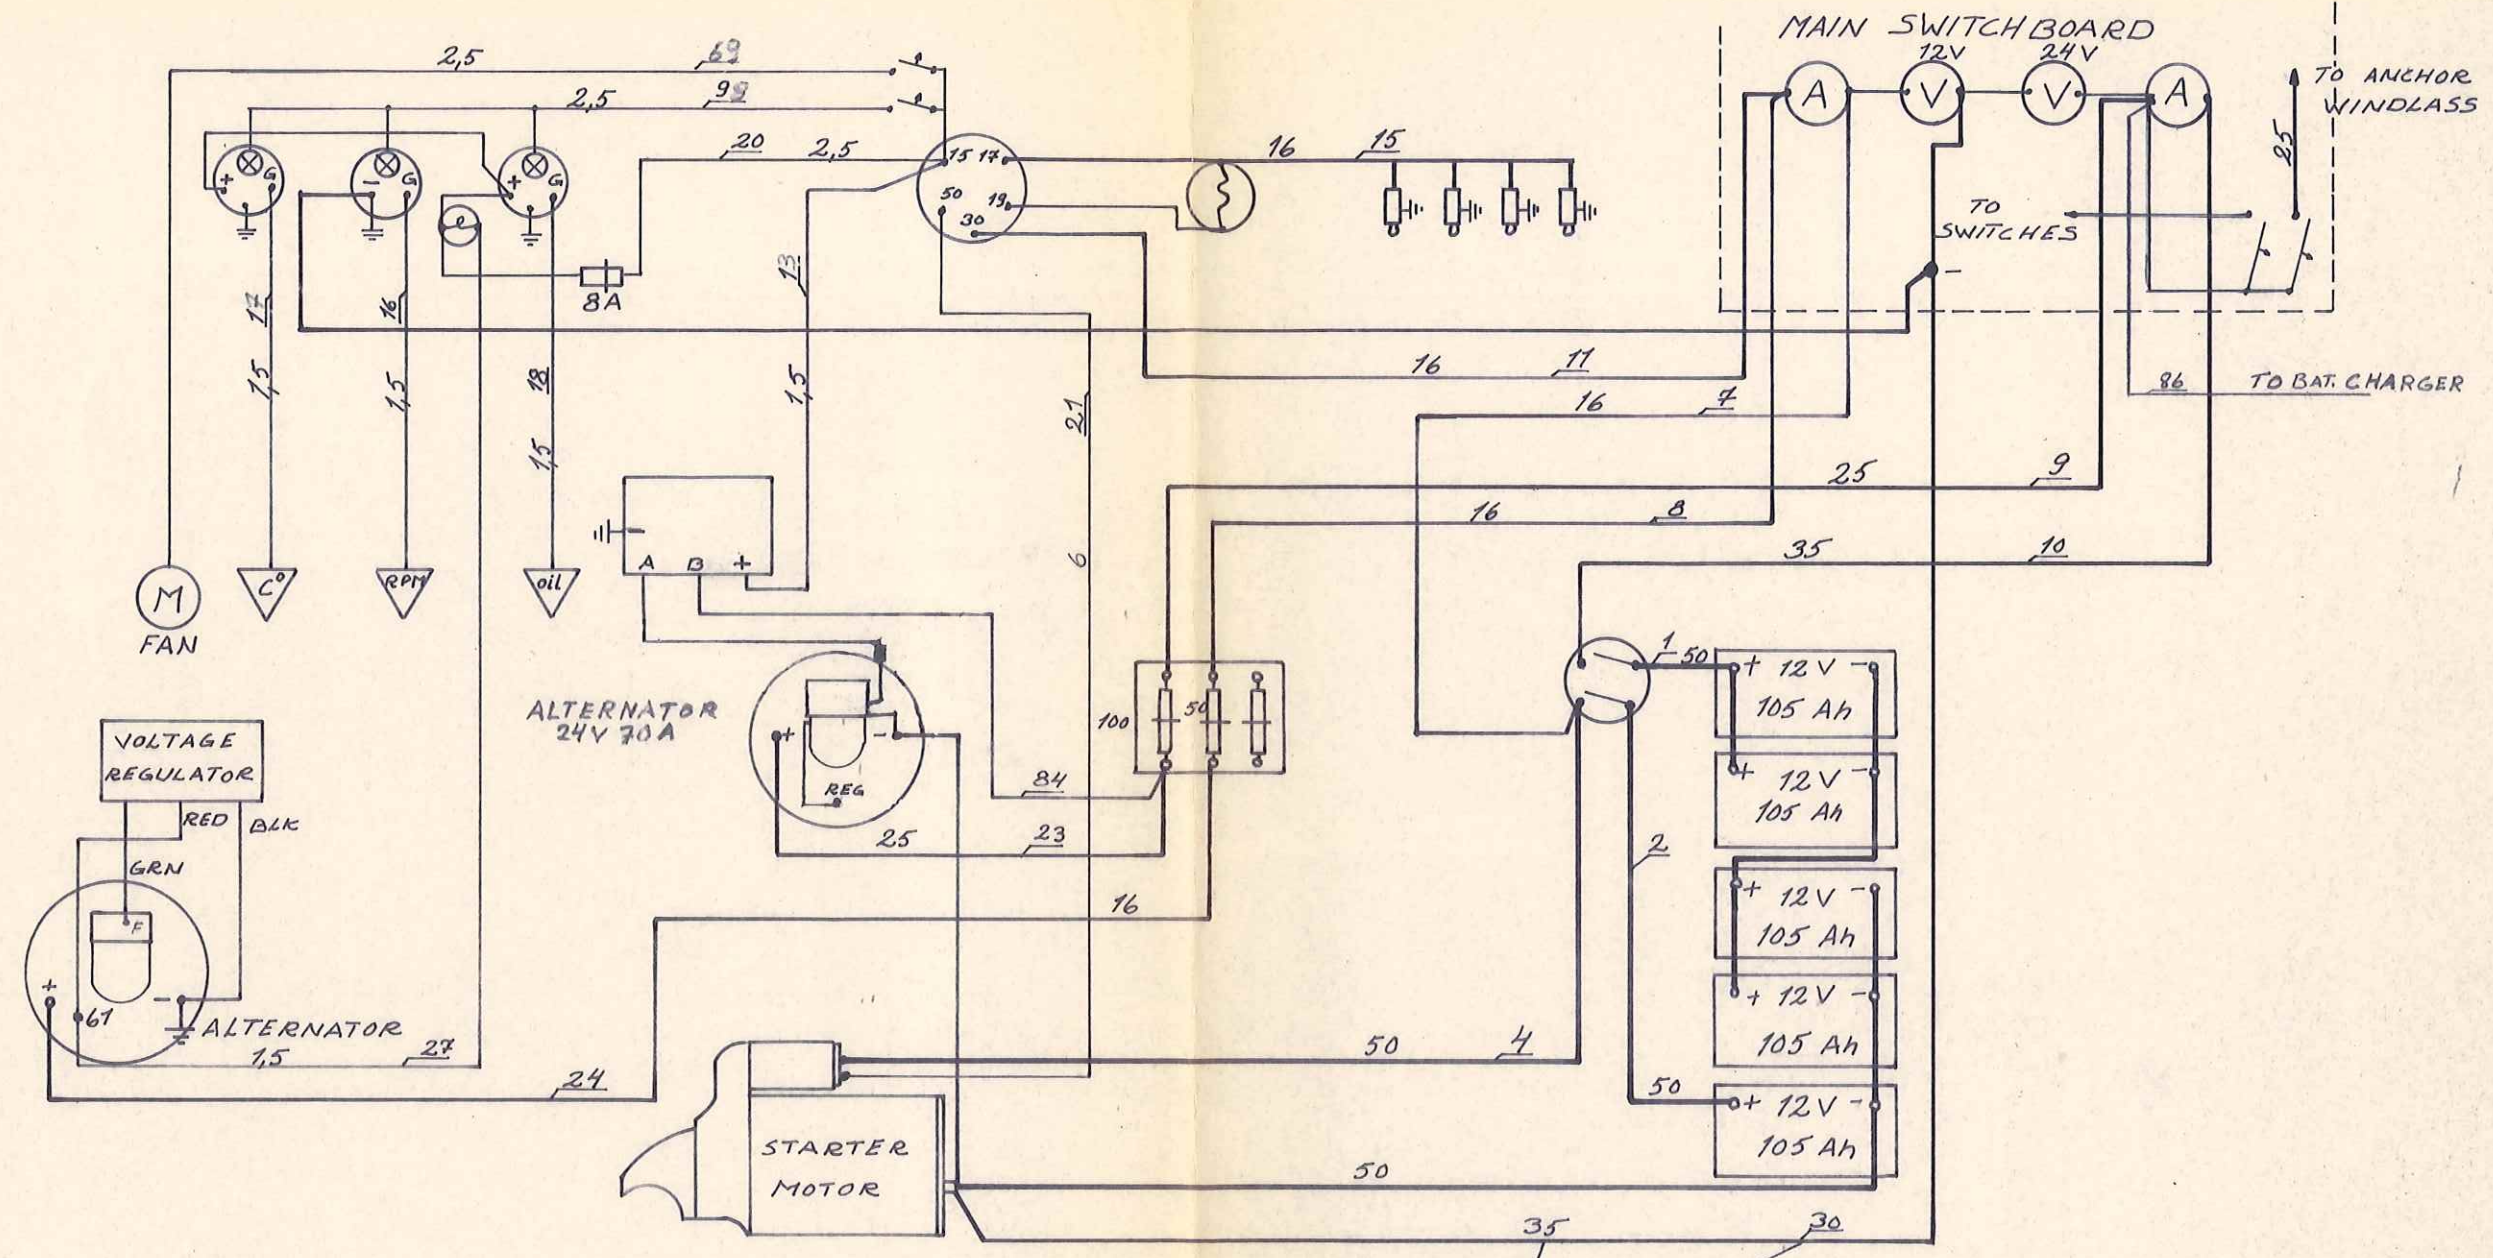 MAIN SWITCHBOARD
12V 24V
A V V A
TO ANCHOR
WINDLASS
25
TO
SWITCHES
-
86 TO BAT. CHARGER
2,5 69
2,5
20 2,5
15 17
50 19
30
16 15
+ G
- G
+ G
8A
13
17
16
18
1,5
1,5
1,5
1,5
21
6
16 11
16 7
25 9
16 8
35 10
-
A B +
M
FAN
C°
RPM
oil
ALTERNATOR
24V 70A
+ -
REG
100 50
84
25 23
16
VOLTAGE
REGULATOR
RED BLK
GRN
F
+ -
61
ALTERNATOR
1,5 27
24
1 50
+ 12V -
105 Ah
+ 12V -
105 Ah
2
+ 12V -
105 Ah
+ 12V -
105 Ah
50 4
50
+ 12V -
105 Ah
STARTER
MOTOR
50
35 30